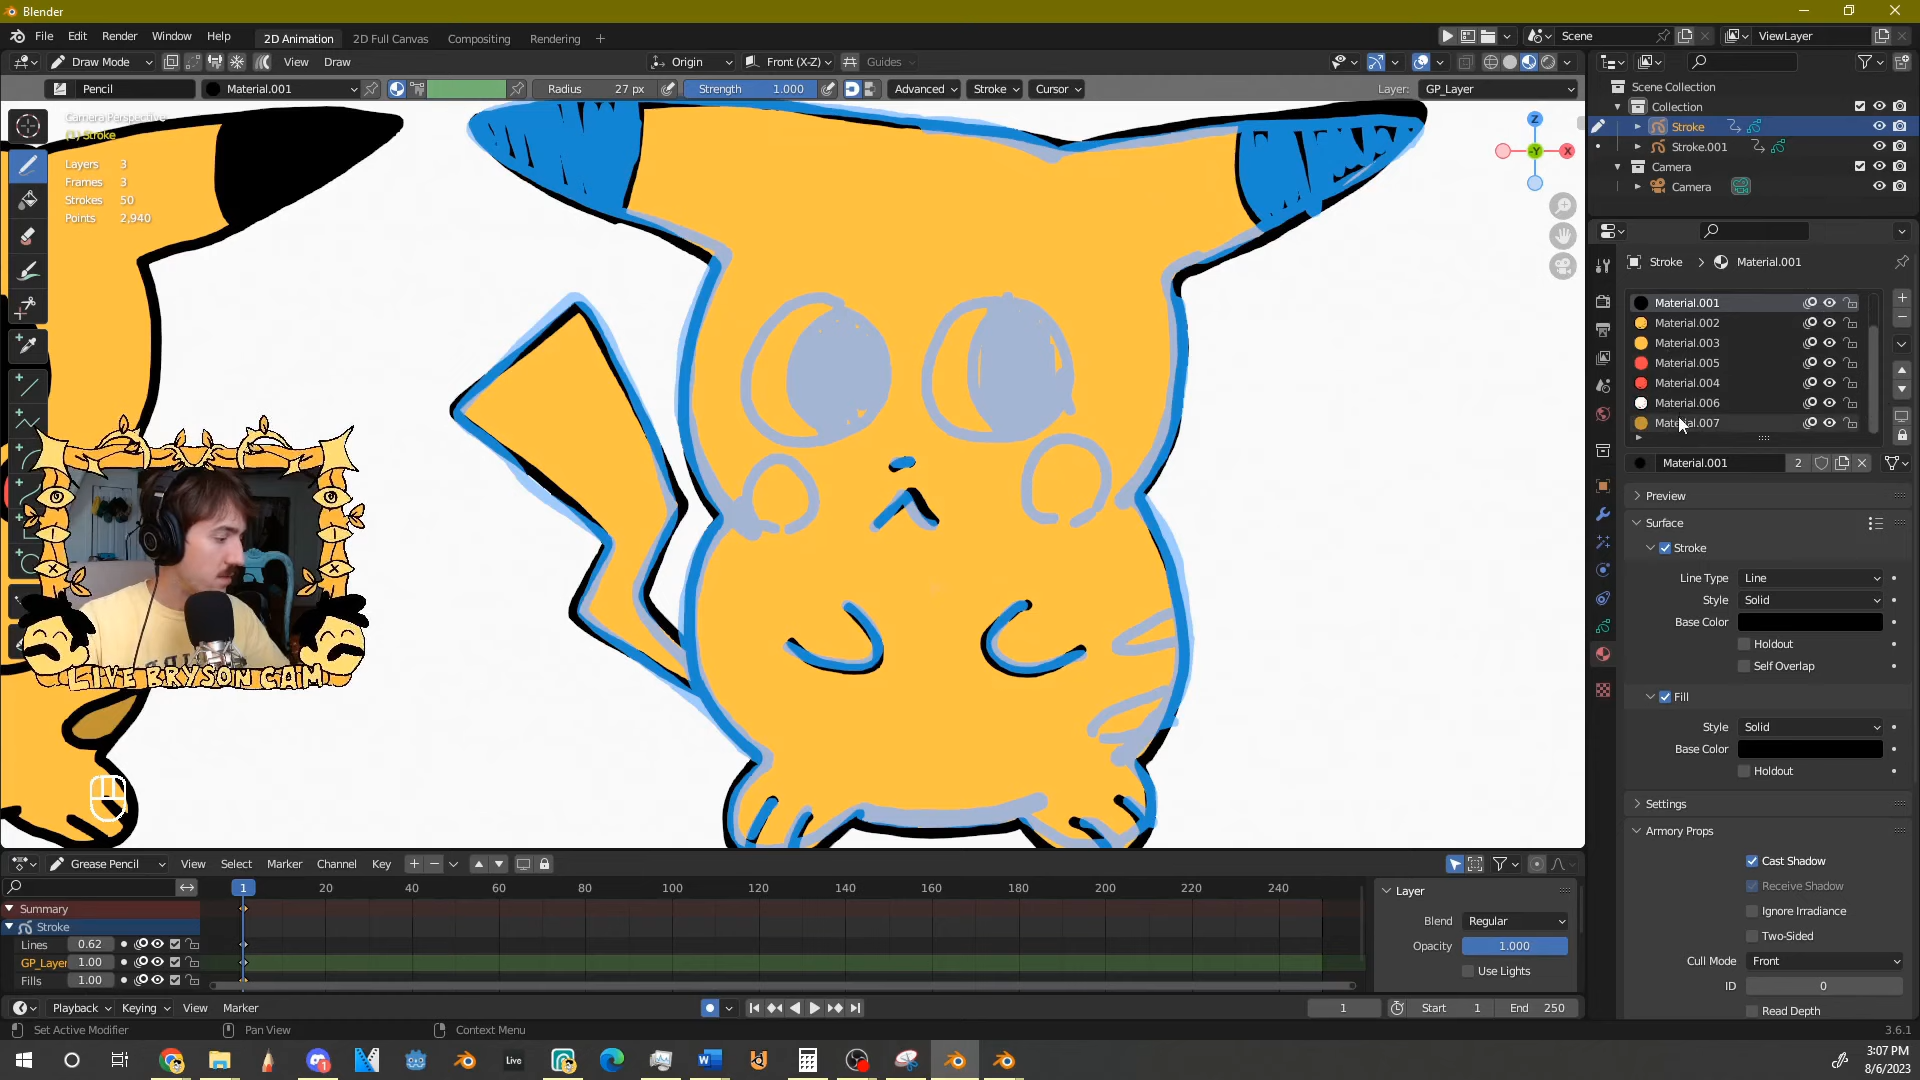 Blender
File Edit Render Window Help
2D Animation 2D Full Canvas Compositing Rendering +
Scene ViewLayer
Draw Mode View Draw Origin Front (X-Z) Guides
Pencil Material.001 Radius 27 px Strength 1.000 Advanced Stroke Cursor Layer: GP_Layer
Camera Perspective
(1) Stroke
Layers 3
Frames 3
Strokes 50
Points 2,940
Z
-Y
X
Scene Collection
Collection
Stroke
Stroke.001
Camera
Camera
Stroke > Material.001
Material.001
Material.002
Material.003
Material.005
Material.004
Material.006
Material.007
Material.001 2
Preview
Surface
Stroke
Line Type Line
Style Solid
Base Color
Holdout
Self Overlap
Fill
Style Solid
Base Color
Holdout
Settings
Armory Props
Cast Shadow
Receive Shadow
Ignore Irradiance
Two-Sided
Cull Mode Front
ID 0
Read Depth
LIVE BRYSON CAM
Grease Pencil View Select Marker Channel Key
1 20 40 60 80 100 120 140 160 180 200 220 240
Summary
Stroke
Lines 0.62
GP_Layer 1.00
Fills 1.00
Layer
Blend Regular
Opacity 1.000
Use Lights
Playback Keying View Marker 1 Start 1 End 250
Set Active Modifier Pan View Context Menu 3.6.1
Live
3:07 PM
8/6/2023